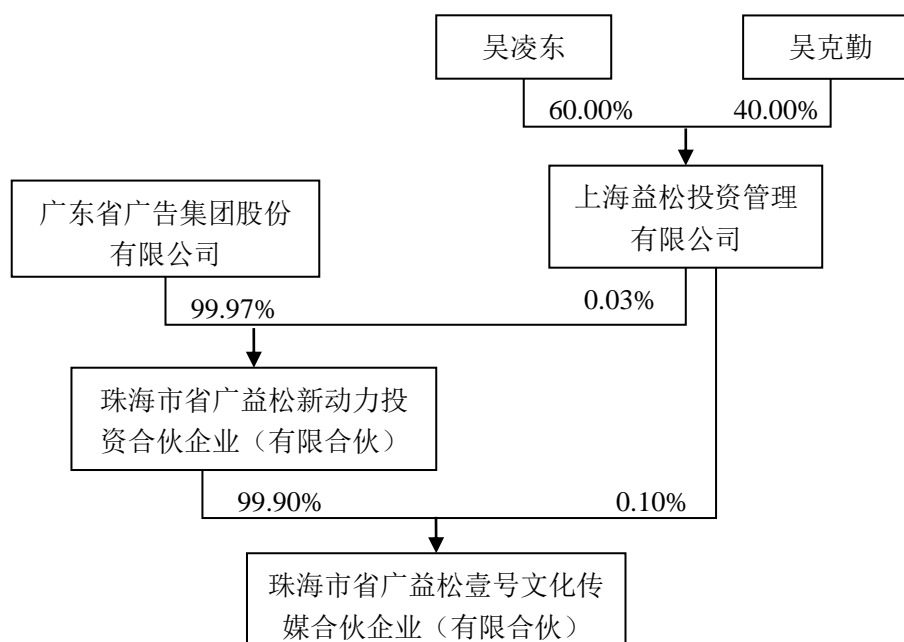 吴凌东
吴克勤
60.00%
40.00%
广东省广告集团股份
有限公司
上海益松投资管理
有限公司
99.97%
0.03%
珠海市省广益松新动力投
资合伙企业（有限合伙）
99.90%
0.10%
珠海市省广益松壹号文化传
媒合伙企业（有限合伙）